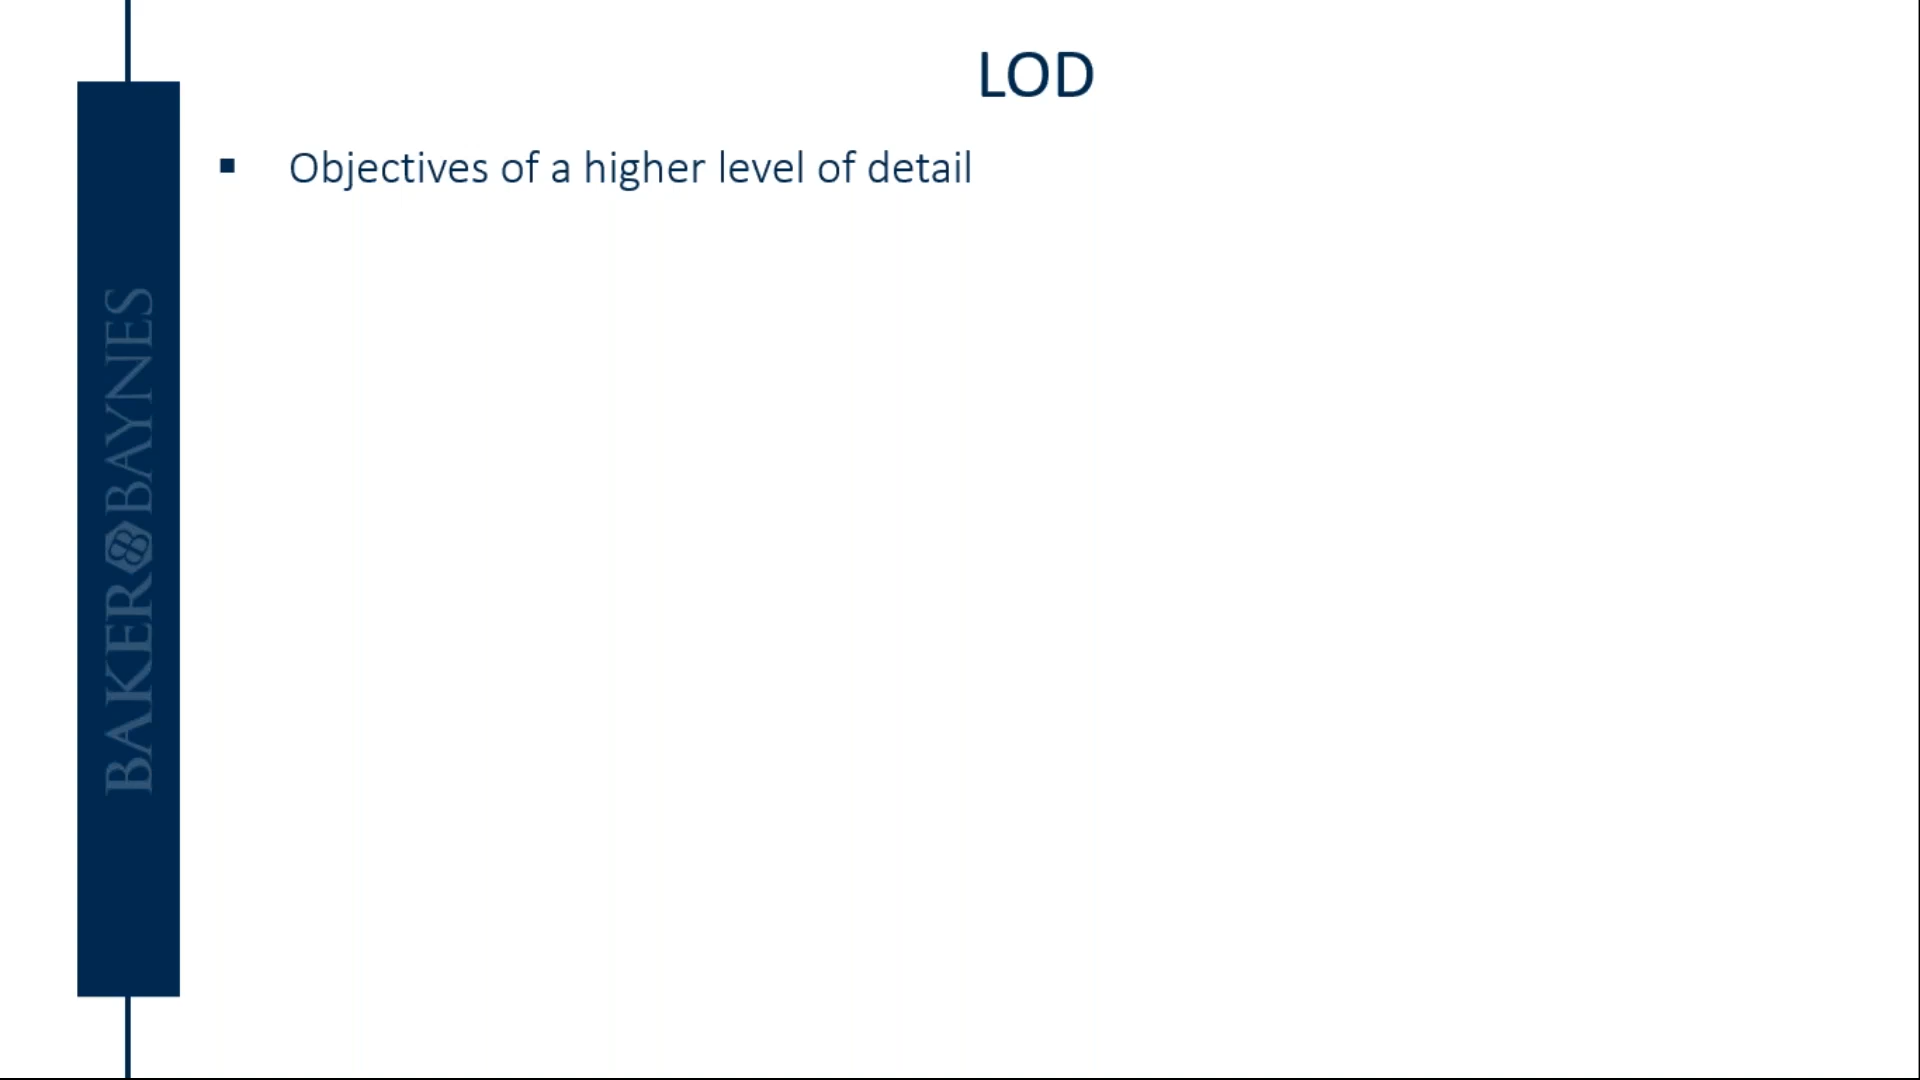 LOD
▪ Objectives of a higher level of detail
BAKER BAYNES